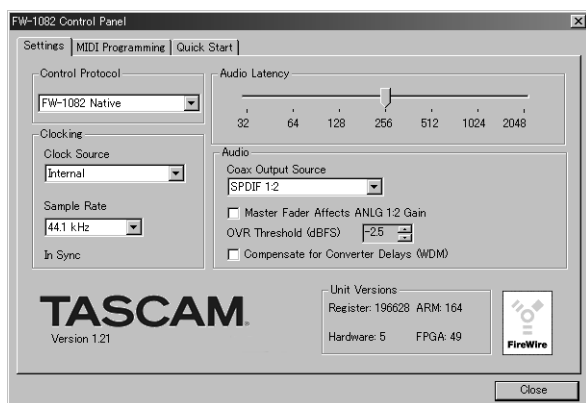 FW-1082 Control Panel
Settings MIDI Programming Quick Start
Control Protocol
FW-1082 Native
Clocking
Clock Source
Internal
Sample Rate
44.1 kHz
In Sync
Audio Latency
32 64 128 256 512 1024 2048
Audio
Coax Output Source
SPDIF 1:2
Master Fader Affects ANLG 1:2 Gain
OVR Threshold (dBFS) -2.5
Compensate for Converter Delays (WDM)
TASCAM.
Version 1.21
Unit Versions
Register: 196628 ARM: 164
Hardware: 5 FPGA: 49
FireWire
Close